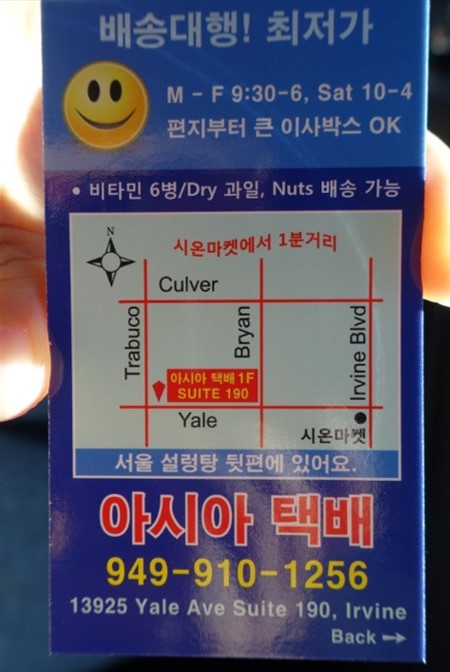 배송대행! 최저가
M - F 9:30-6, Sat 10-4
편지부터 큰 이사박스 OK
• 비타민 6병/Dry 과일, Nuts 배송 가능
N
시온마켓에서 1분거리
Culver
Trabuco
Bryan
Irvine Blvd
아시아 택배 1F
SUITE 190
Yale
시온마켓
서울 설렁탕 뒷편에 있어요.
아시아 택배
949-910-1256
13925 Yale Ave Suite 190, Irvine
Back →